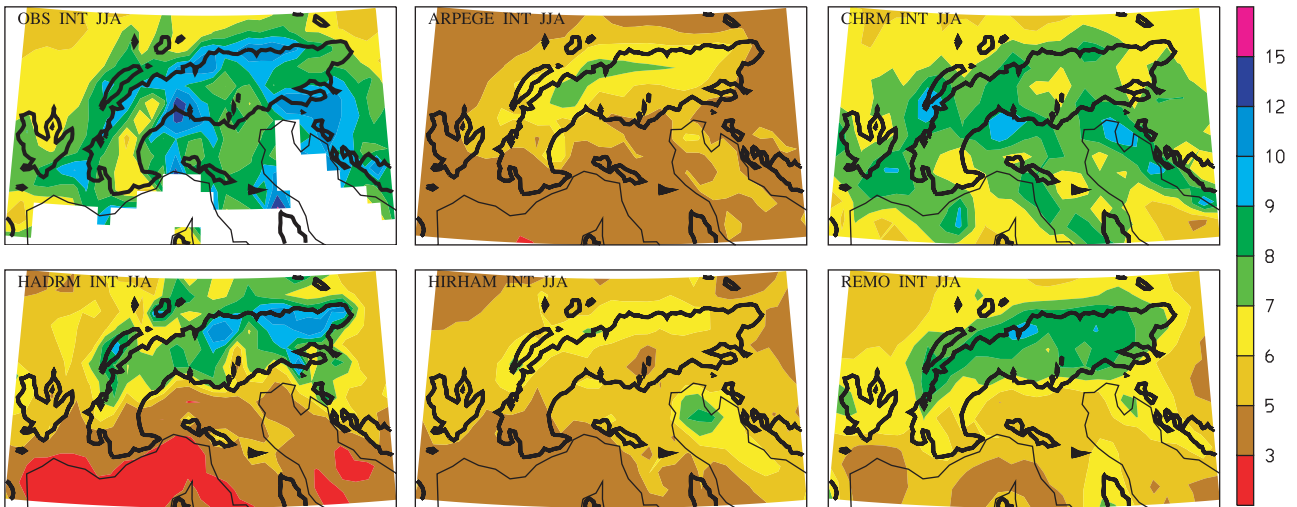 OBS INT JJA
ARPEGE INT JJA
CHRM INT JJA
HADRM INT JJA
HIRHAM INT JJA
REMO INT JJA
15
12
10
9
8
7
6
5
3